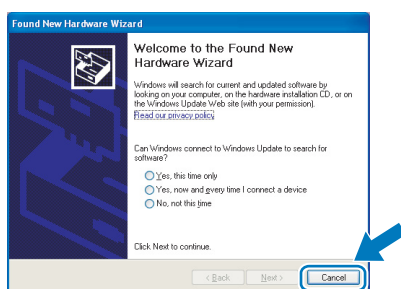 Found New Hardware Wizard
Welcome to the Found New
Hardware Wizard
Windows will search for current and updated software by
looking on your computer, on the hardware installation CD, or on
the Windows Update Web site (with your permission).
Read our privacy policy
Can Windows connect to Windows Update to search for
software?
Yes, this time only
Yes, now and every time I connect a device
No, not this time
Click Next to continue.
< Back Next > Cancel